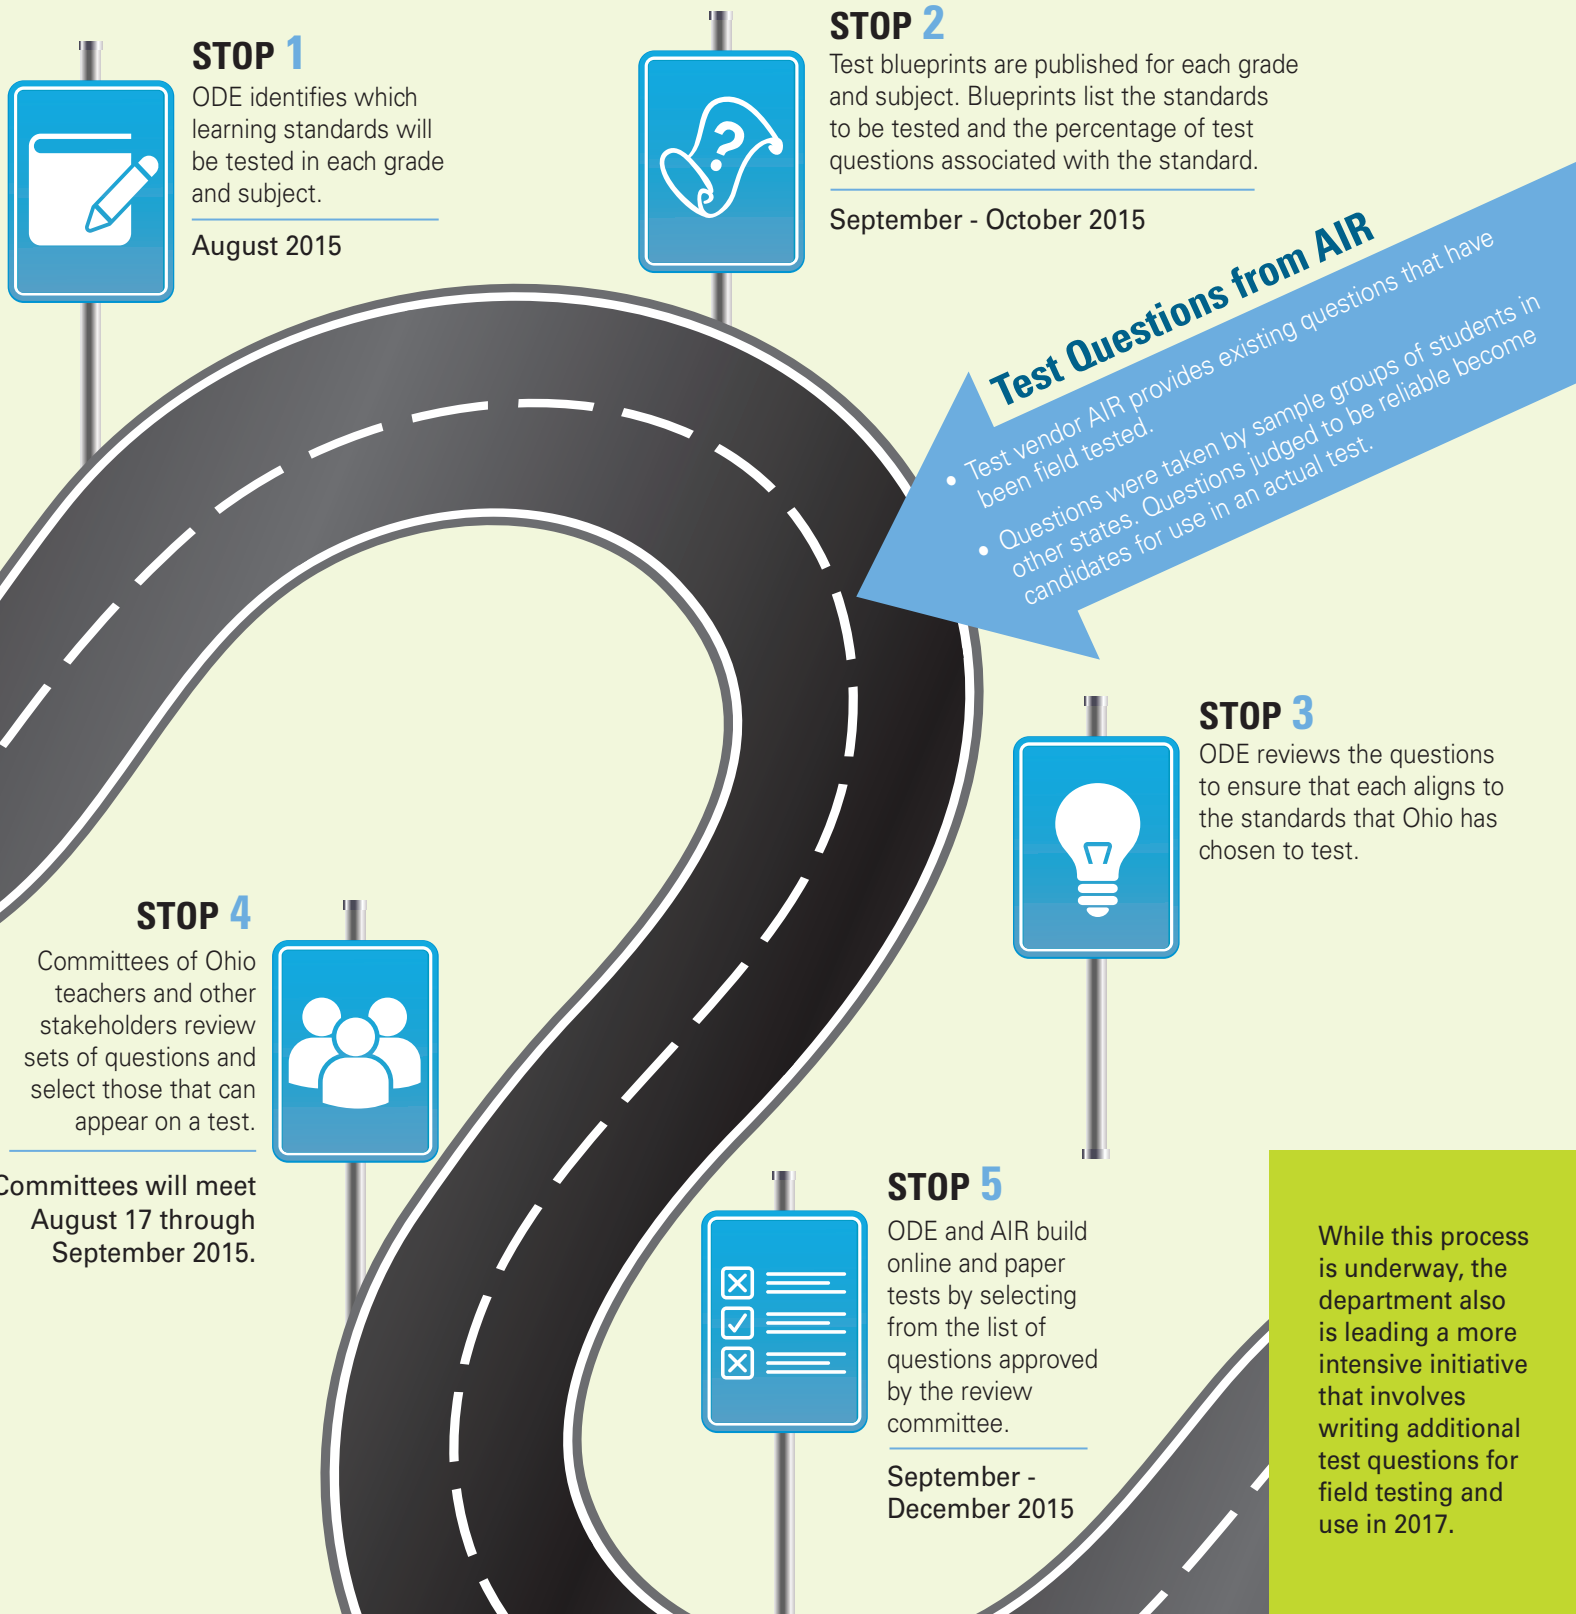 STOP 1
ODE identifies which
learning standards will
be tested in each grade
and subject.
August 2015
STOP 2
Test blueprints are published for each grade
and subject. Blueprints list the standards
to be tested and the percentage of test
questions associated with the standard.
September - October 2015
Test Questions from AIR
• Test vendor AIR provides existing questions that have
been field tested.
• Questions were taken by sample groups of students in
other states. Questions judged to be reliable become
candidates for use in an actual test.
STOP 3
ODE reviews the questions
to ensure that each aligns to
the standards that Ohio has
chosen to test.
STOP 4
Committees of Ohio
teachers and other
stakeholders review
sets of questions and
select those that can
appear on a test.
Committees will meet
August 17 through
September 2015.
STOP 5
ODE and AIR build
online and paper
tests by selecting
from the list of
questions approved
by the review
committee.
September -
December 2015
While this process
is underway, the
department also
is leading a more
intensive initiative
that involves
writing additional
test questions for
field testing and
use in 2017.